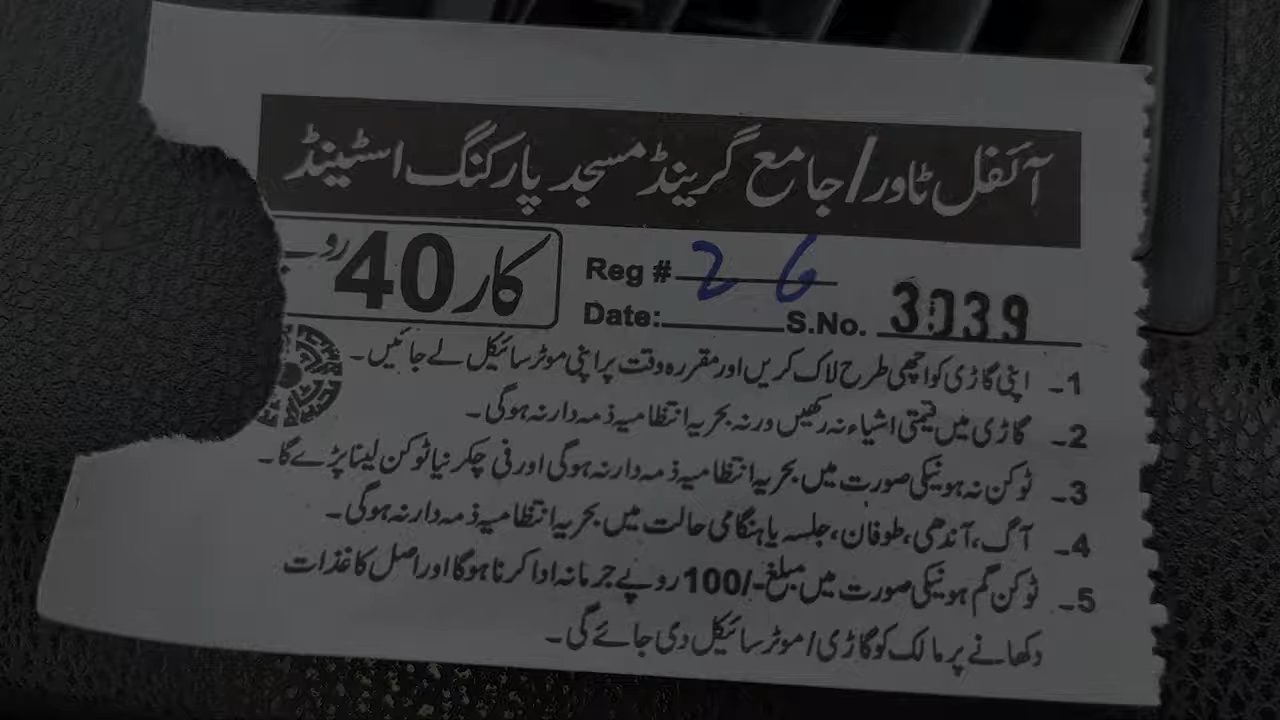 آئفل ٹاور/جامع گرینڈ مسجد پارکنگ اسٹینڈ
کار 40 روپے
Reg # 26
Date: S.No. 3039
1۔ اپنی گاڑی کو اچھی طرح لاک کریں اور مقررہ وقت پر اپنی موٹر سائیکل لے جائیں۔
2۔ گاڑی میں قیمتی اشیاء نہ رکھیں ورنہ بحریہ انتظامیہ ذمہ دار نہ ہوگی۔
3۔ ٹوکن نہ ہونیکی صورت میں بحریہ انتظامیہ ذمہ دار نہ ہوگی اور فی چکر نیا ٹوکن لینا پڑے گا۔
4۔ آگ، آندھی، طوفان، جلسہ یا ہنگامی حالت میں بحریہ انتظامیہ ذمہ دار نہ ہوگی۔
5۔ ٹوکن گم ہونیکی صورت میں مبلغ -/100 روپے جرمانہ ادا کرنا ہوگا اور اصل کاغذات
دکھانے پر مالک کو گاڑی/موٹر سائیکل دی جائے گی۔